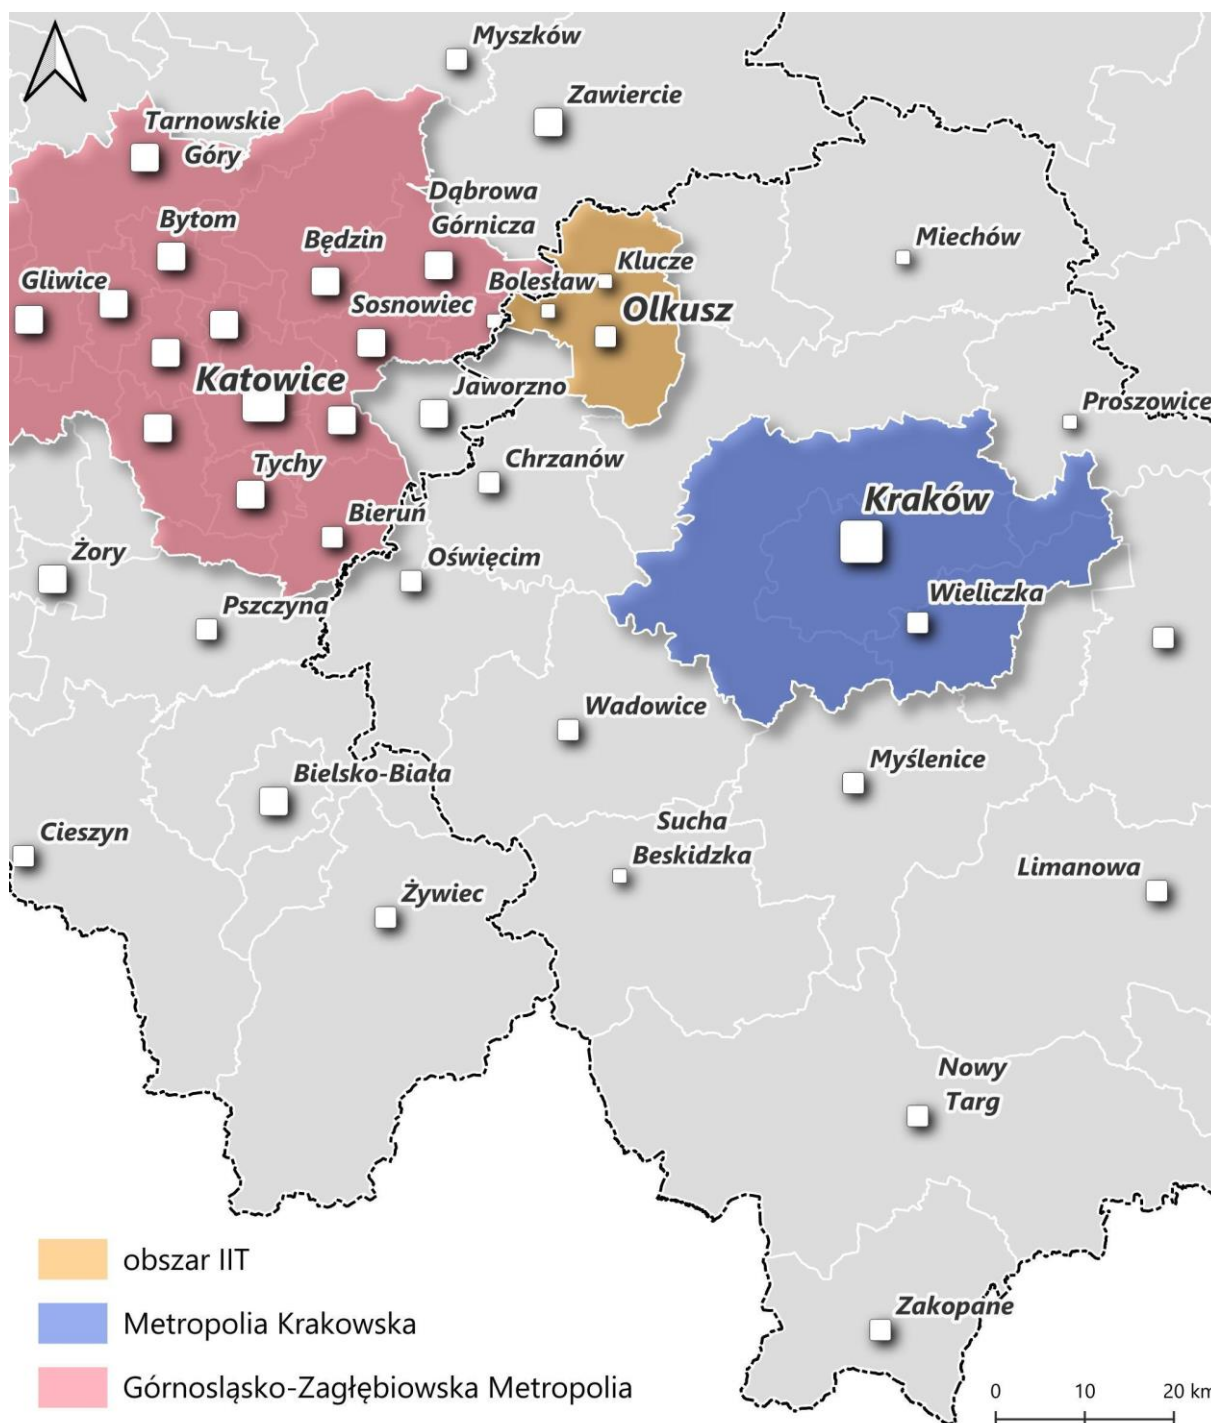 Myszków
Zawiercie
Tarnowskie
Góry
Dąbrowa
Górnicza
Bytom
Będzin
Miechów
Klucze
Gliwice
Bolesław
Sosnowiec
Olkusz
Katowice
Jaworzno
Proszowice
Chrzanów
Tychy
Kraków
Bieruń
Żory
Oświęcim
Wieliczka
Pszczyna
Wadowice
Myślenice
Bielsko-Biała
Sucha
Beskidzka
Cieszyn
Limanowa
Żywiec
Nowy
Targ
obszar IIT
Zakopane
Metropolia Krakowska
Górnosląsko-Zagłębiowska Metropolia
0 10 20 km